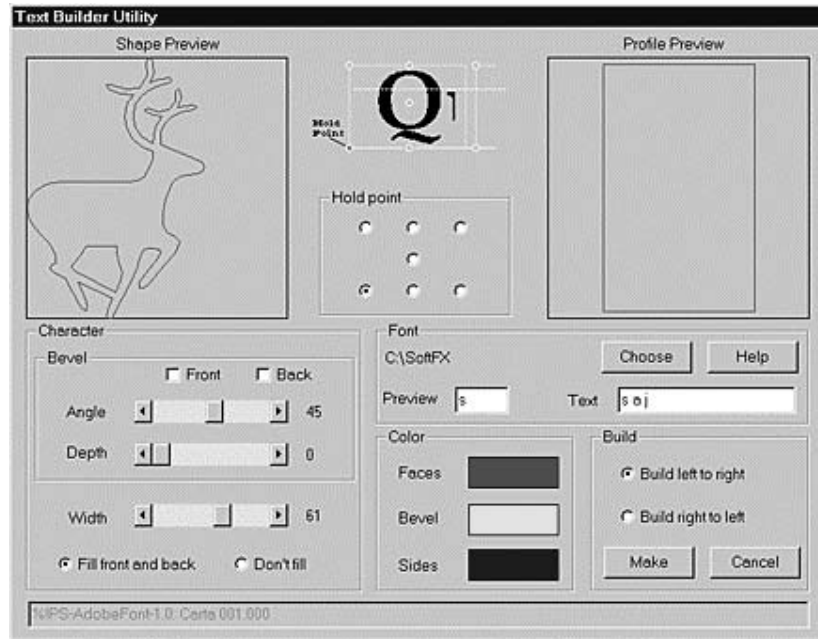 Text Builder Utility
Shape Preview
Profile Preview
Q1
Hold
Point
Hold point
Character
Bevel
Front
Back
Angle
45
Depth
0
Width
61
Fill front and back
Don't fill
Font
C:\SoftFX
Choose
Help
Preview
s
Text
s a j
Color
Faces
Bevel
Sides
Build
Build left to right
Build right to left
Make
Cancel
%!PS-AdobeFont-1.0: Carta 001.000